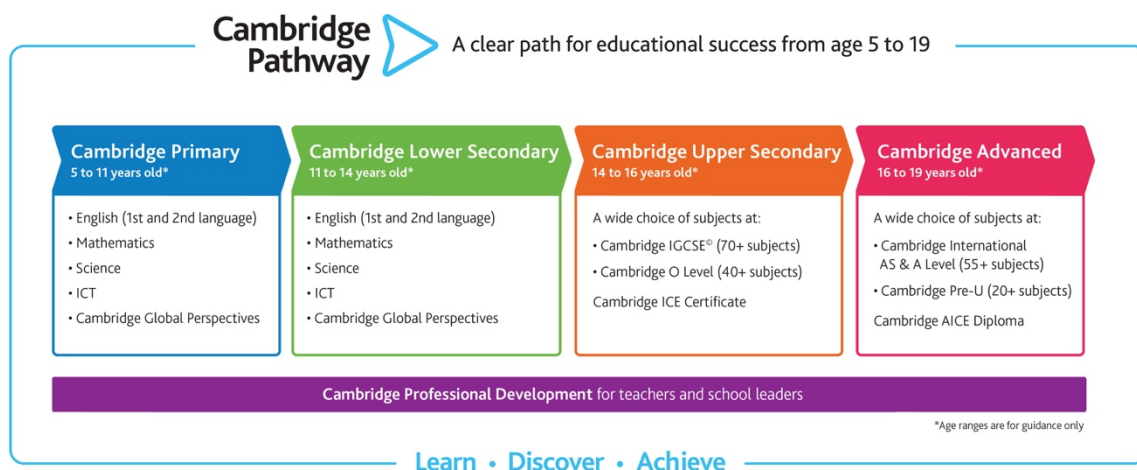 Cambridge
Pathway
A clear path for educational success from age 5 to 19
Cambridge Primary
5 to 11 years old*
• English (1st and 2nd language)
• Mathematics
• Science
• ICT
• Cambridge Global Perspectives
Cambridge Lower Secondary
11 to 14 years old*
• English (1st and 2nd language)
• Mathematics
• Science
• ICT
• Cambridge Global Perspectives
Cambridge Upper Secondary
14 to 16 years old*
A wide choice of subjects at:
• Cambridge IGCSE© (70+ subjects)
• Cambridge O Level (40+ subjects)
Cambridge ICE Certificate
Cambridge Advanced
16 to 19 years old*
A wide choice of subjects at:
• Cambridge International
AS & A Level (55+ subjects)
• Cambridge Pre-U (20+ subjects)
Cambridge AICE Diploma
Cambridge Professional Development for teachers and school leaders
*Age ranges are for guidance only
Learn • Discover • Achieve